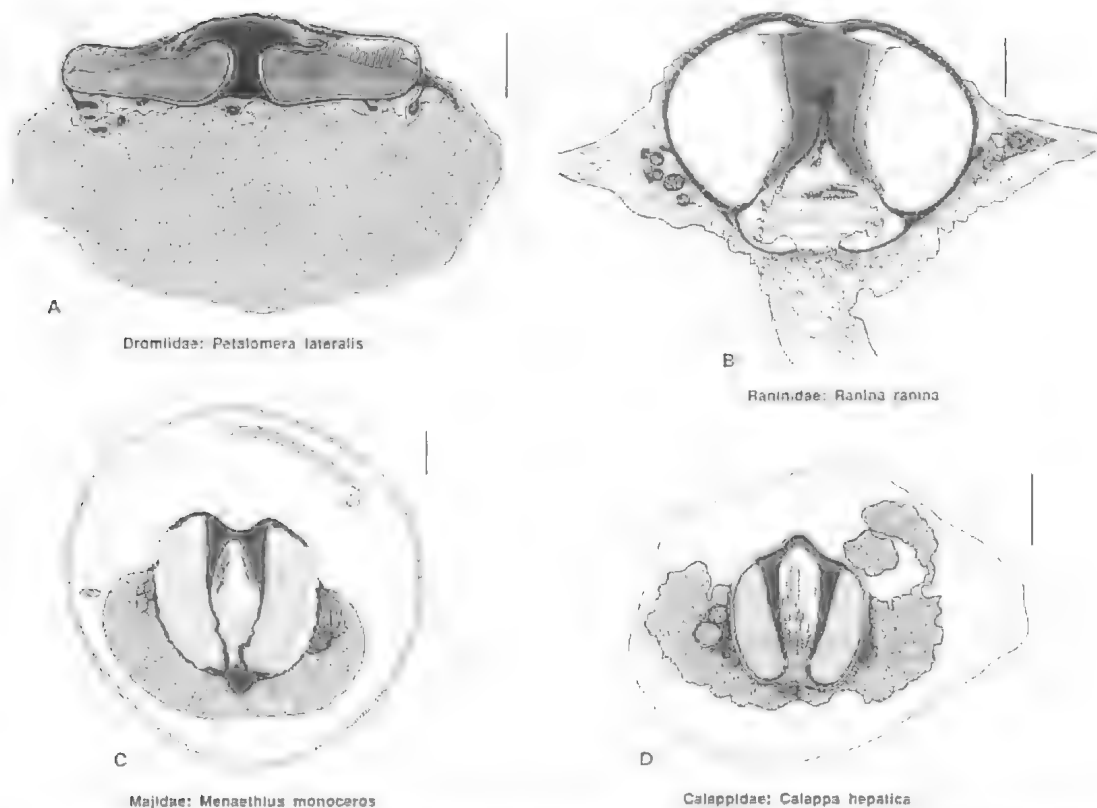 A
Dromiidae: Petalomera lateralis
B
Raninidae: Ranina ranina
C
Majidae: Menaethius monoceros
D
Calappidae: Calappa hepatica